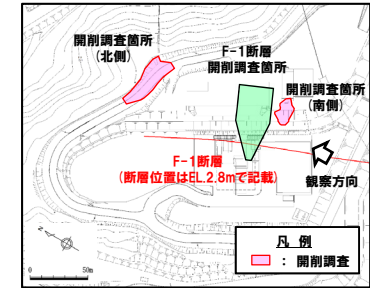 開削調査箇所
(北側)
F-1断層
開削調査箇所
開削調査箇所
(南側)
F-1断層
(断層位置はEL.2.8mで記載)
観察方向
N
0 50m
凡 例
: 開削調査